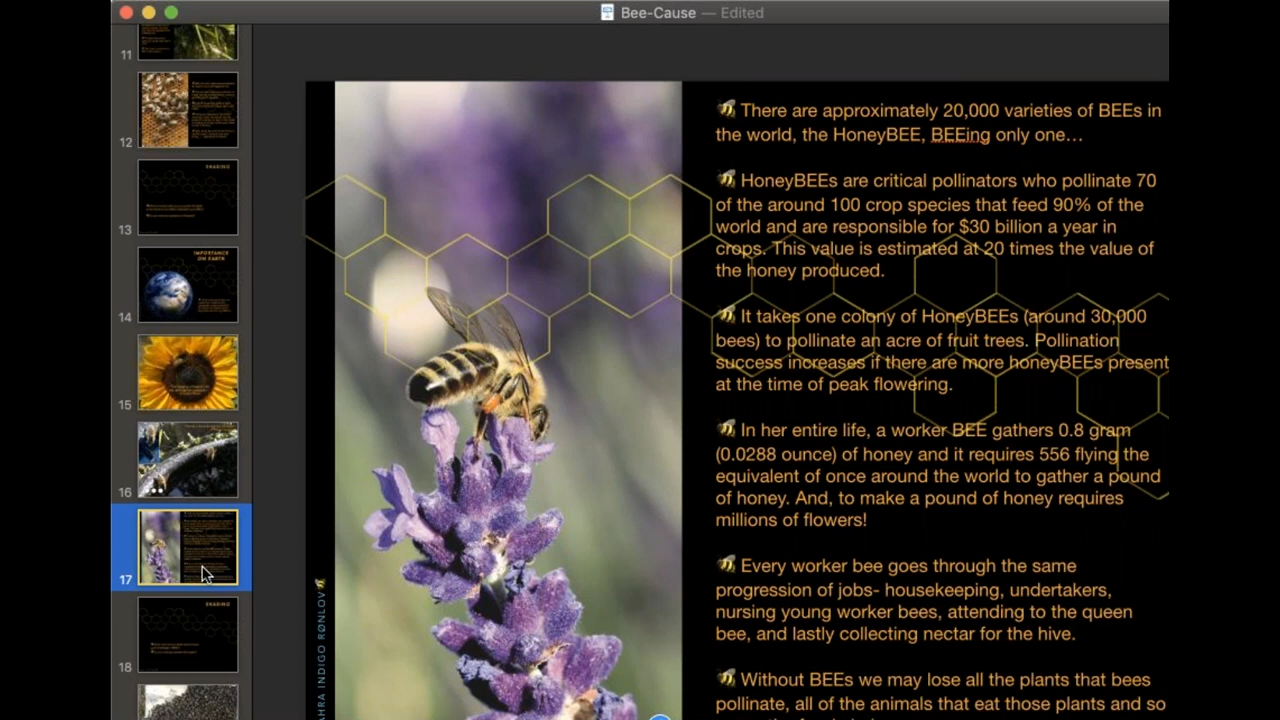 Bee-Cause — Edited
11
12
SHARING
13
IMPORTANCE
ON EARTH
14
15
16
17
SHARING
18
AHRA INDIGO RØNLOV
There are approximately 20,000 varieties of BEEs in
the world, the HoneyBEE, BEEing only one…
HoneyBEEs are critical pollinators who pollinate 70
of the around 100 crop species that feed 90% of the
world and are responsible for $30 billion a year in
crops. This value is estimated at 20 times the value of
the honey produced.
It takes one colony of HoneyBEEs (around 30,000
bees) to pollinate an acre of fruit trees. Pollination
success increases if there are more honeyBEEs present
at the time of peak flowering.
In her entire life, a worker BEE gathers 0.8 gram
(0.0288 ounce) of honey and it requires 556 flying the
equivalent of once around the world to gather a pound
of honey. And, to make a pound of honey requires
millions of flowers!
Every worker bee goes through the same
progression of jobs- housekeeping, undertakers,
nursing young worker bees, attending to the queen
bee, and lastly collecting nectar for the hive.
Without BEEs we may lose all the plants that bees
pollinate, all of the animals that eat those plants and so